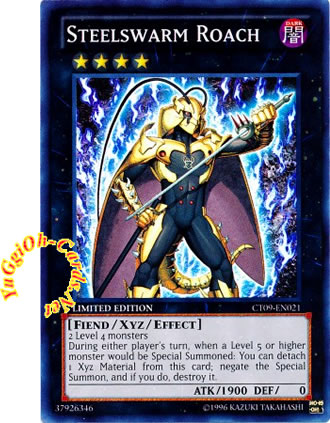 STEELSWARM ROACH
DARK
闇
YuGgiOh-Cards.Net
LIMITED EDITION
CT09-EN021
[FIEND / XYZ / EFFECT]
2 Level 4 monsters
During either player's turn, when a Level 5 or higher
monster would be Special Summoned: You can detach
1 Xyz Material from this card; negate the Special
Summon, and if you do, destroy it.
ATK/1900 DEF/ 0
37926346
©1996 KAZUKI TAKAHASHI